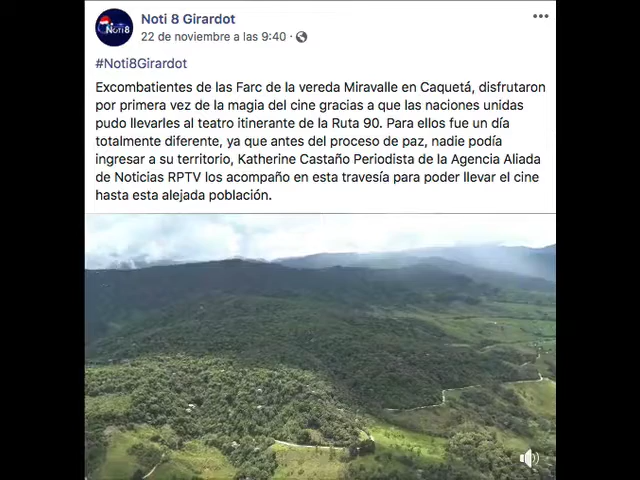 Noti 8 Girardot
22 de noviembre a las 9:40 ·
#Noti8Girardot
Excombatientes de las Farc de la vereda Miravalle en Caquetá, disfrutaron
por primera vez de la magia del cine gracias a que las naciones unidas
pudo llevarles al teatro itinerante de la Ruta 90. Para ellos fue un día
totalmente diferente, ya que antes del proceso de paz, nadie podía
ingresar a su territorio, Katherine Castaño Periodista de la Agencia Aliada
de Noticias RPTV los acompaño en esta travesía para poder llevar el cine
hasta esta alejada población.
Noti8